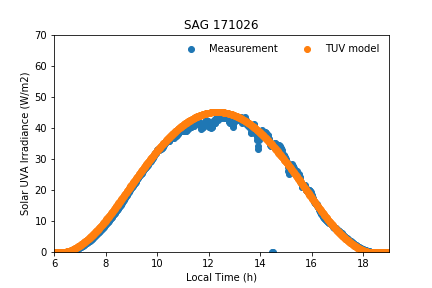 SAG 171026
70
60
50
40
30
20
10
0
Solar UVA Irradiance (W/m2)
Measurement TUV model
6 8 10 12 14 16 18
Local Time (h)